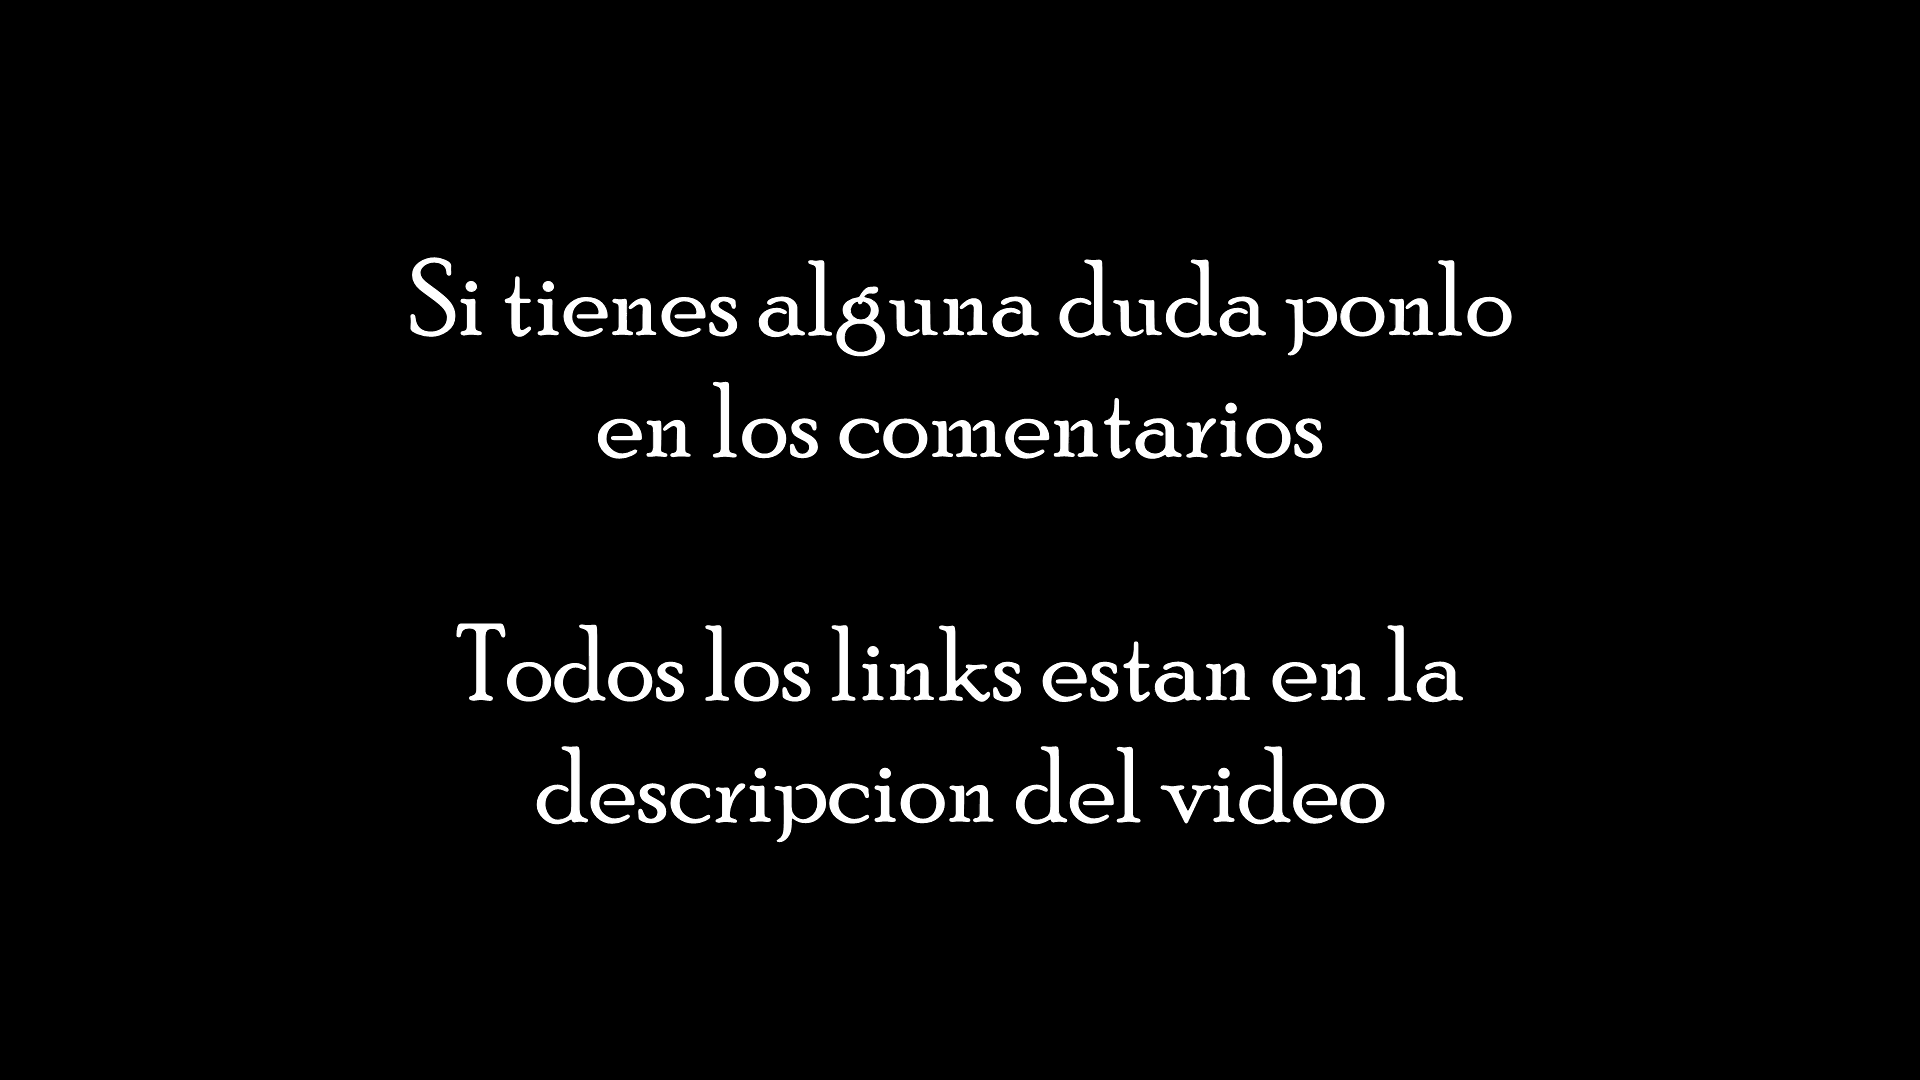 Si tienes alguna duda ponlo
en los comentarios
Todos los links estan en la
descripcion del video